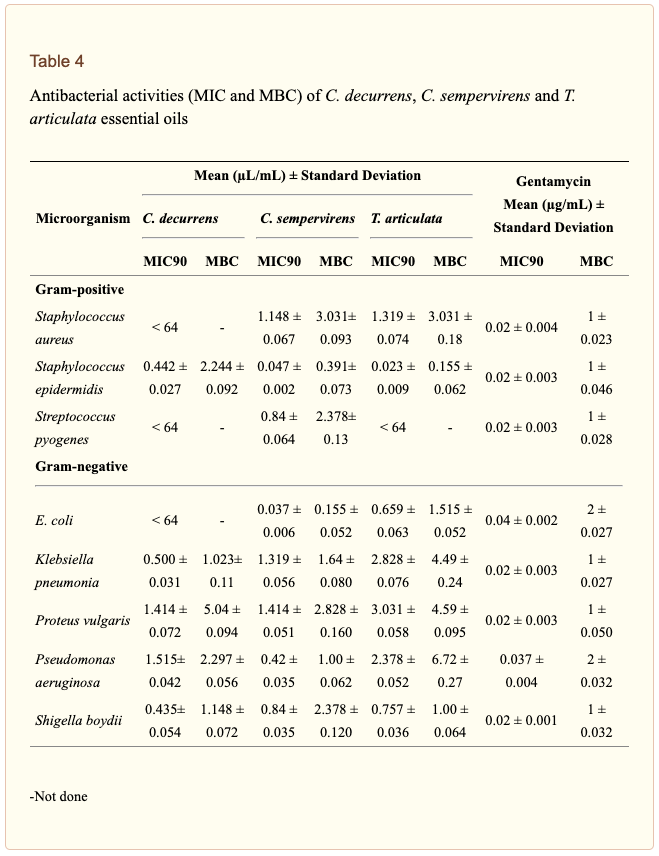 Table 4
Antibacterial activities (MIC and MBC) of C. decurrens, C. sempervirens and T.
articulata essential oils
Mean (μL/mL) ± Standard Deviation
Gentamycin
Mean (μg/mL) ±
Standard Deviation
Microorganism C. decurrens C. sempervirens T. articulata
MIC90 MBC MIC90 MBC MIC90 MBC MIC90 MBC
Gram-positive
Staphylococcus 1.148 ± 3.031± 1.319 ± 3.031 ± 1 ±
< 64 - 0.02 ± 0.004
aureus 0.067 0.093 0.074 0.18 0.023
Staphylococcus 0.442 ± 2.244 ± 0.047 ± 0.391± 0.023 ± 0.155 ± 1 ±
0.02 ± 0.003
epidermidis 0.027 0.092 0.002 0.073 0.009 0.062 0.046
Streptococcus 0.84 ± 2.378± 1 ±
< 64 - < 64 - 0.02 ± 0.003
pyogenes 0.064 0.13 0.028
Gram-negative
0.037 ± 0.155 ± 0.659 ± 1.515 ± 2 ±
E. coli < 64 - 0.04 ± 0.002
0.006 0.052 0.063 0.052 0.027
Klebsiella 0.500 ± 1.023± 1.319 ± 1.64 ± 2.828 ± 4.49 ± 1 ±
0.02 ± 0.003
pneumonia 0.031 0.11 0.056 0.080 0.076 0.24 0.027
1.414 ± 5.04 ± 1.414 ± 2.828 ± 3.031 ± 4.59 ± 1 ±
Proteus vulgaris 0.02 ± 0.003
0.072 0.094 0.051 0.160 0.058 0.095 0.050
Pseudomonas 1.515± 2.297 ± 0.42 ± 1.00 ± 2.378 ± 6.72 ± 0.037 ± 2 ±
aeruginosa 0.042 0.056 0.035 0.062 0.052 0.27 0.004 0.032
0.435± 1.148 ± 0.84 ± 2.378 ± 0.757 ± 1.00 ± 1 ±
Shigella boydii 0.02 ± 0.001
0.054 0.072 0.035 0.120 0.036 0.064 0.032
-Not done